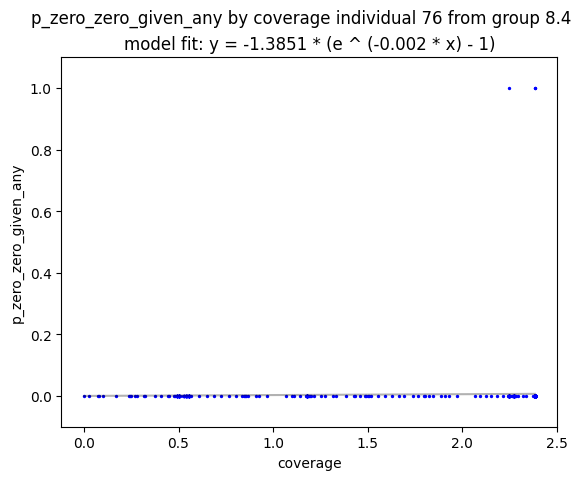 p_zero_zero_given_any by coverage individual 76 from group 8.4
model fit: y = -1.3851 * (e ^ (-0.002 * x) - 1)
p_zero_zero_given_any
1.0
0.8
0.6
0.4
0.2
0.0
0.0 0.5 1.0 1.5 2.0 2.5
coverage